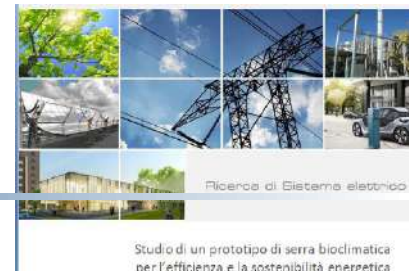 Ricerca di Sistema elettrico
Studio di un prototipo di serra bioclimatica
per l'efficienza e la sostenibilità energetica